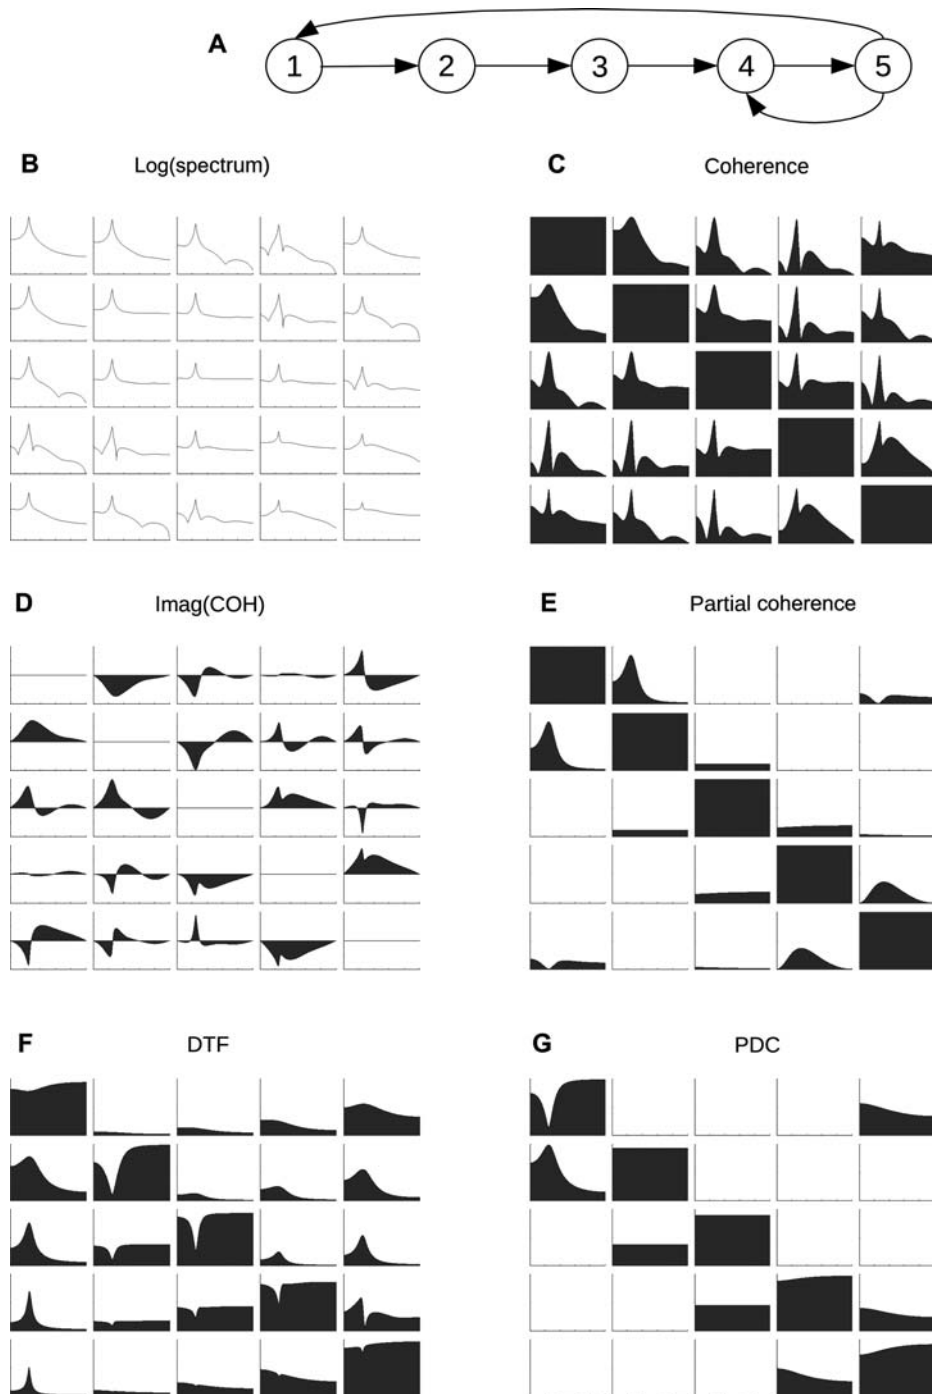 A
1 2 3 4 5
B Log(spectrum)
C Coherence
D Imag(COH)
E Partial coherence
F DTF
G PDC